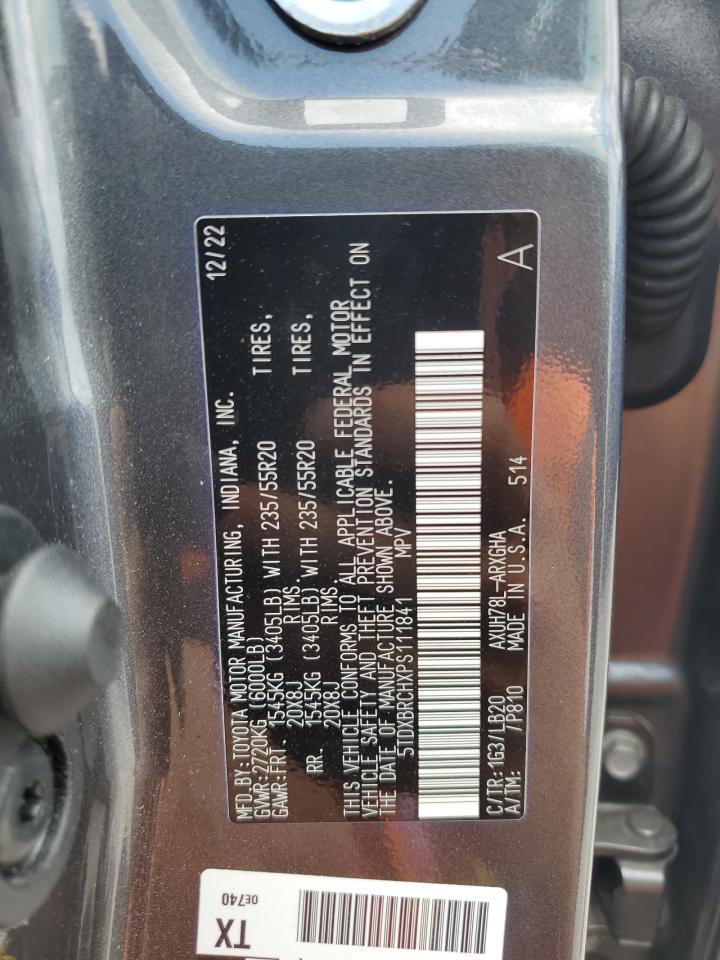 MFD.BY:TOYOTA MOTOR MANUFACTURING, INDIANA, INC. 12/22
GVWR:2720KG (6000LB)
GAWR:FRT. 1545KG (3405LB) WITH 235/55R20 TIRES,
20X8J RIMS
RR. 1545KG (3405LB) WITH 235/55R20 TIRES,
20X8J RIMS
THIS VEHICLE CONFORMS TO ALL APPLICABLE FEDERAL MOTOR
VEHICLE SAFETY AND THEFT PREVENTION STANDARDS IN EFFECT ON
THE DATE OF MANUFACTURE SHOWN ABOVE.
5TDXBRCHXPS111841 MPV
C/TR:1G3/LB20 AXUH78L-ARXGHA
A/TM: /P810 MADE IN U.S.A. 514 A
0E740
TX